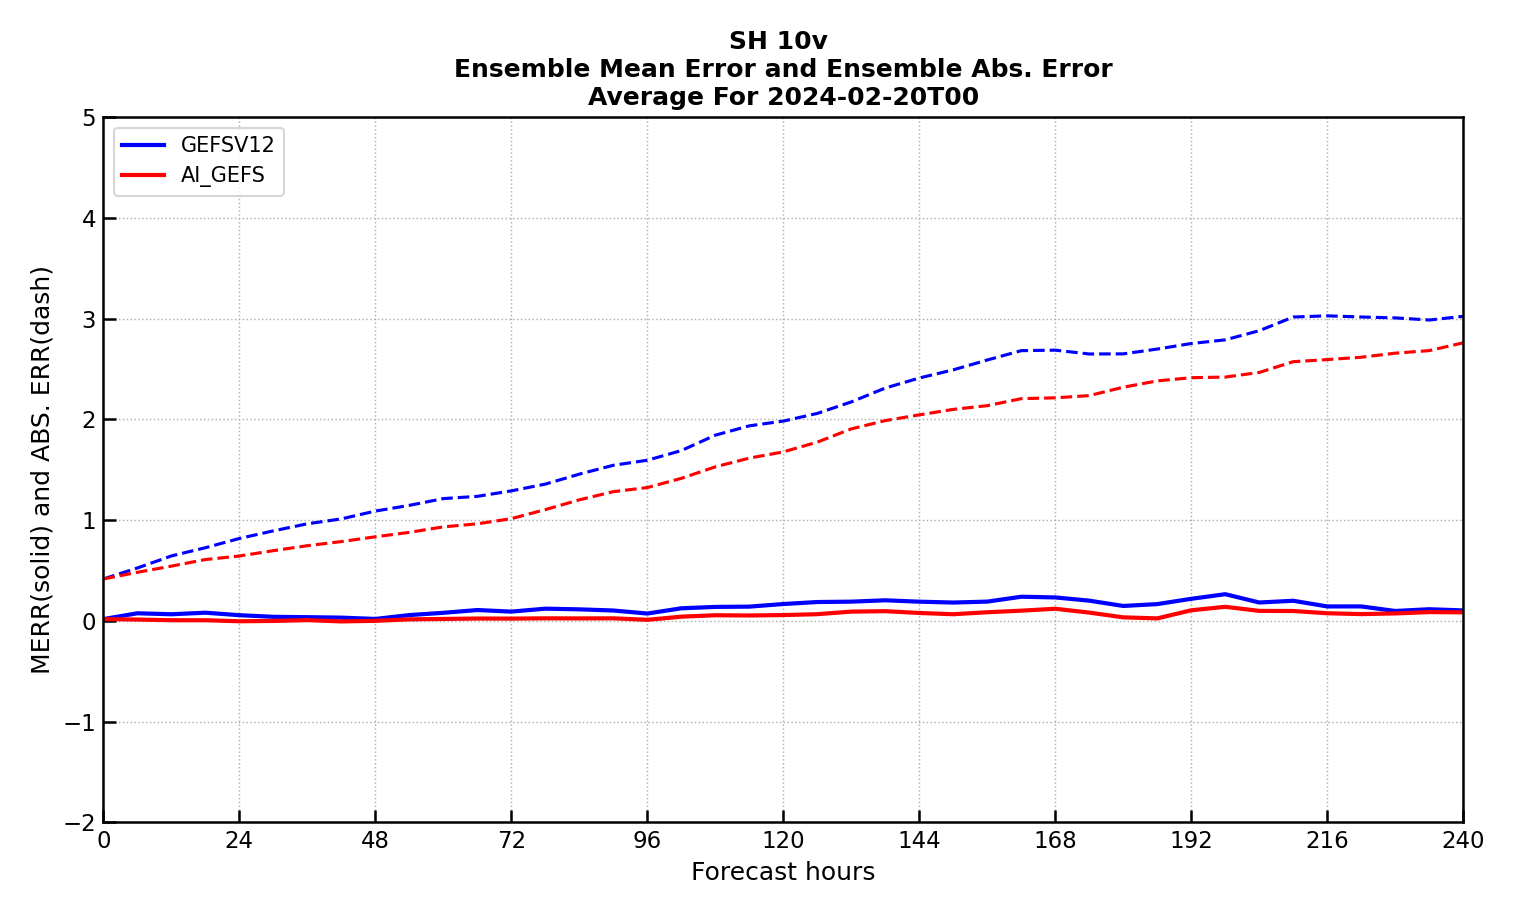 SH 10v
Ensemble Mean Error and Ensemble Abs. Error
Average For 2024-02-20T00
GEFSV12
AI_GEFS
MERR(solid) and ABS. ERR(dash)
5
4
3
2
1
0
−1
−2
0 24 48 72 96 120 144 168 192 216 240
Forecast hours